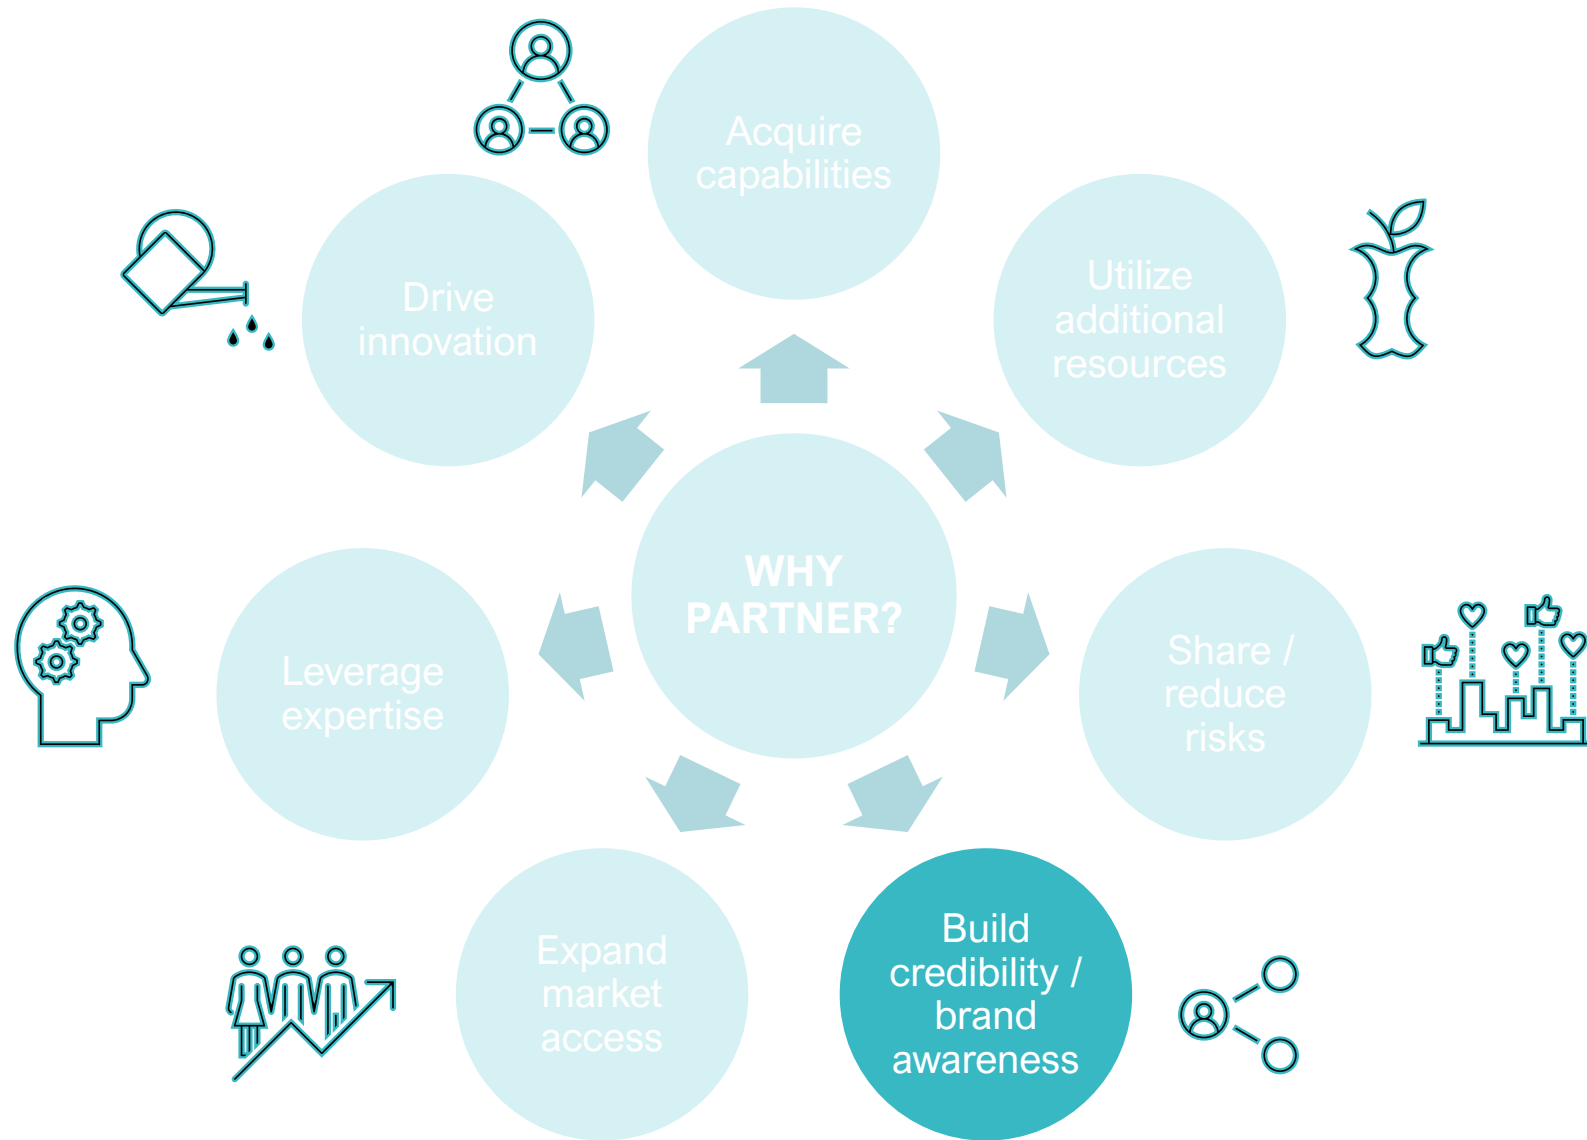 Acquire
capabilities
Utilize
additional
resources
Drive
innovation
WHY
PARTNER?
Share /
reduce
risks
Leverage
expertise
Build
credibility /
brand
awareness
Expand
market
access